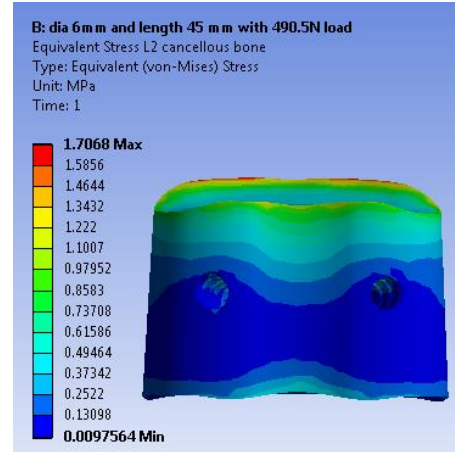 B: dia 6mm and length 45 mm with 490.5N load
Equivalent Stress L2 cancellous bone
Type: Equivalent (von-Mises) Stress
Unit: MPa
Time: 1
1.7068 Max
1.5856
1.4644
1.3432
1.222
1.1007
0.97952
0.8583
0.73708
0.61586
0.49464
0.37342
0.2522
0.13098
0.0097564 Min